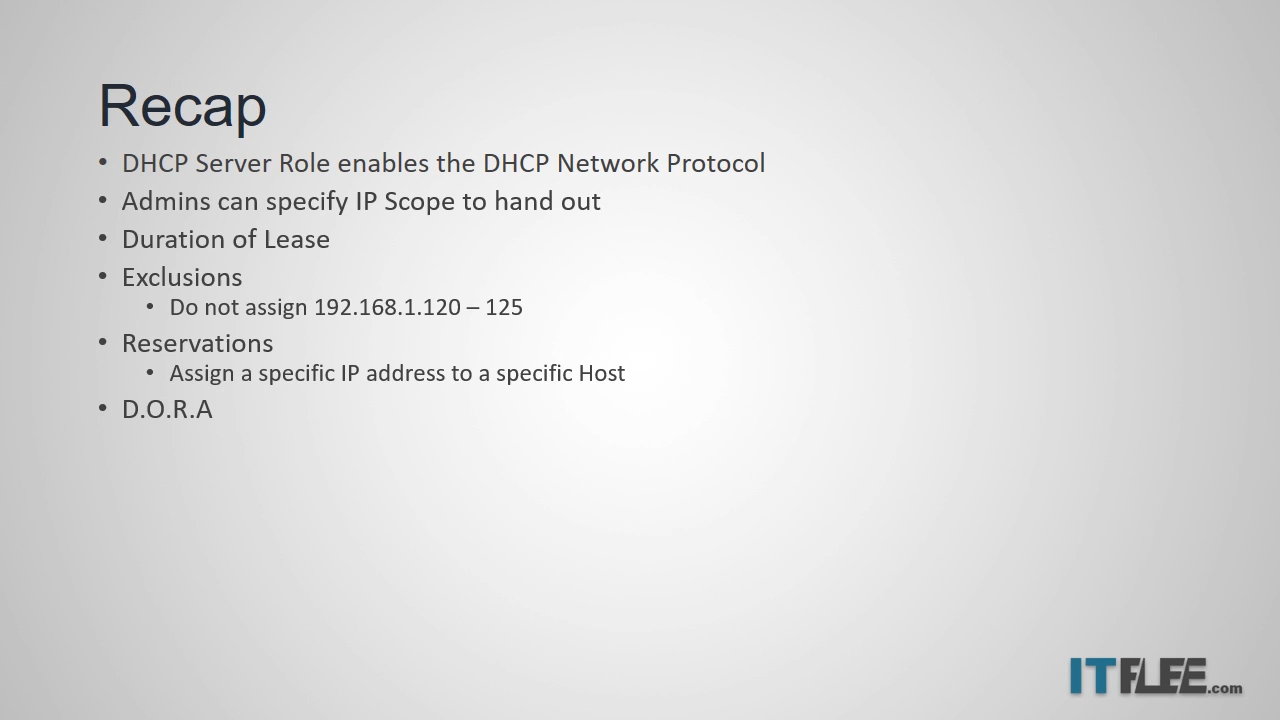 Recap
• DHCP Server Role enables the DHCP Network Protocol
• Admins can specify IP Scope to hand out
• Duration of Lease
• Exclusions
• Do not assign 192.168.1.120 – 125
• Reservations
• Assign a specific IP address to a specific Host
• D.O.R.A
ITFLEE.com